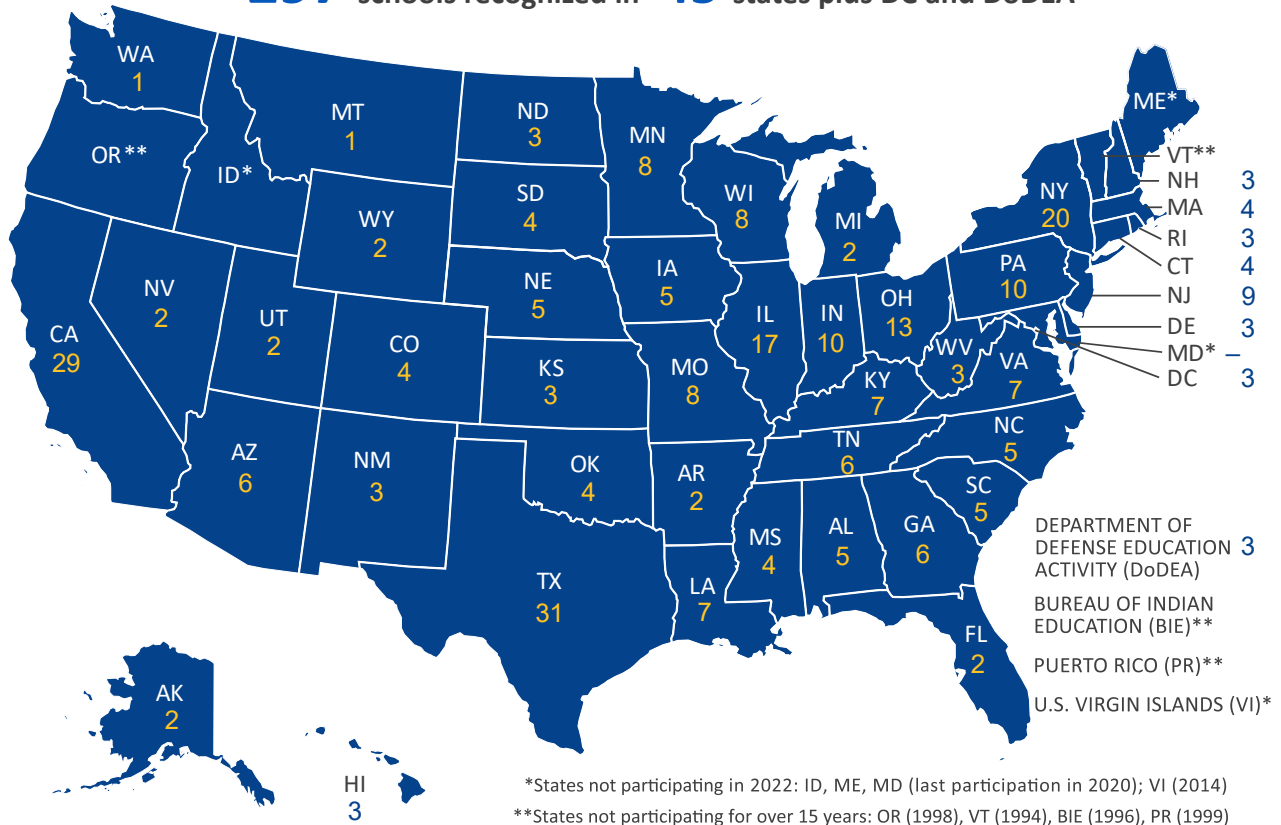 schools recognized in states plus DC and DoDEA
WA
1
MT
1
ND
3
MN
8
ME*
OR**
ID*
VT**
NH 3
WI
8
SD
4
MI
2
NY
20
MA 4
WY
2
RI 3
CT 4
IA
5
PA
10
NE
5
NV
2
NJ 9
OH
13
IL
17
IN
10
UT
2
DE 3
CA
29
CO
4
WV
3
VA
7
MD* –
MO
8
KS
3
KY
7
DC 3
NC
5
TN
6
AZ
6
NM
3
OK
4
AR
2
SC
5
MS
4
AL
5
GA
6
DEPARTMENT OF
DEFENSE EDUCATION 3
ACTIVITY (DoDEA)
TX
31
LA
7
BUREAU OF INDIAN
EDUCATION (BIE)**
FL
2
PUERTO RICO (PR)**
U.S. VIRGIN ISLANDS (VI)*
AK
2
HI
3
*States not participating in 2022: ID, ME, MD (last participation in 2020); VI (2014)
**States not participating for over 15 years: OR (1998), VT (1994), BIE (1996), PR (1999)